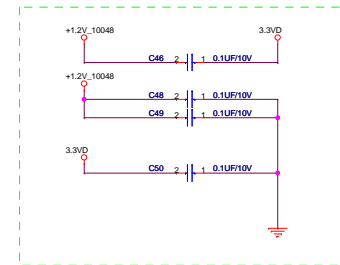 +1.2V_10048 3.3VD
C46 2 1 0.1UF/10V
+1.2V_10048
C48 2 1 0.1UF/10V
C49 2 1 0.1UF/10V
3.3VD
C50 2 1 0.1UF/10V